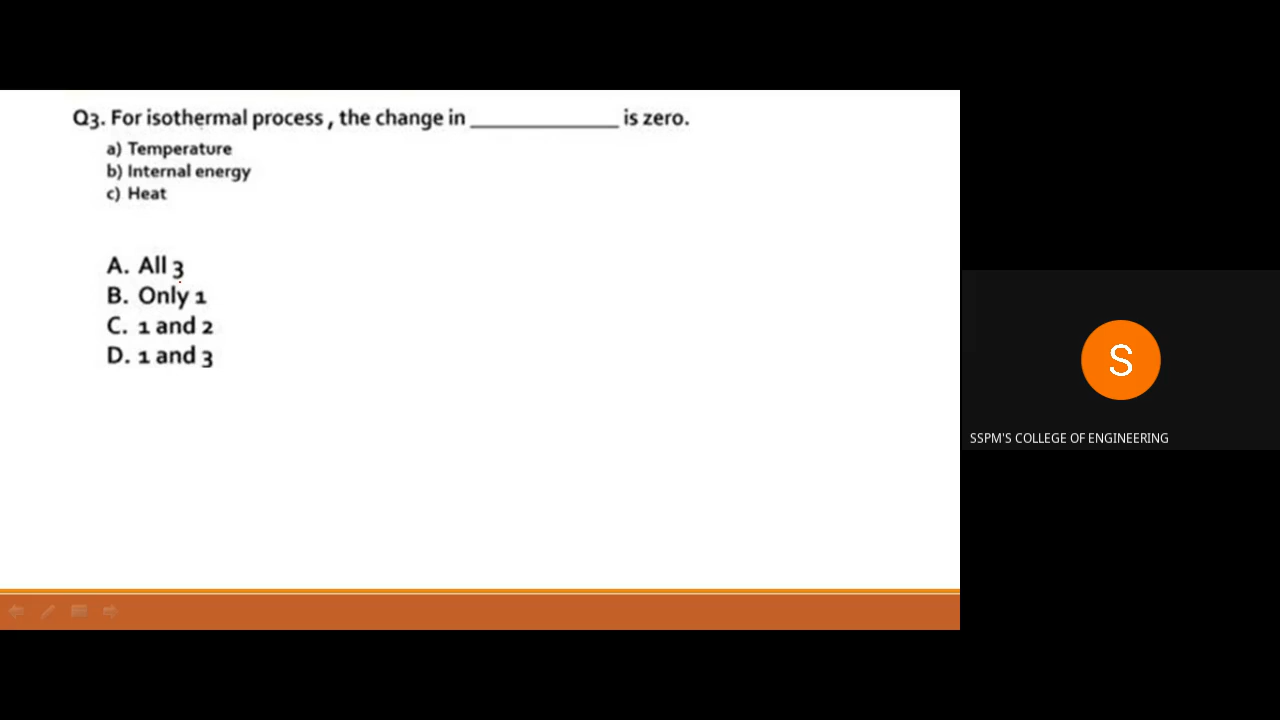 Q3. For isothermal process , the change in ______________ is zero.
a) Temperature
b) Internal energy
c) Heat
A. All 3
B. Only 1
C. 1 and 2
D. 1 and 3
S
SSPM'S COLLEGE OF ENGINEERING